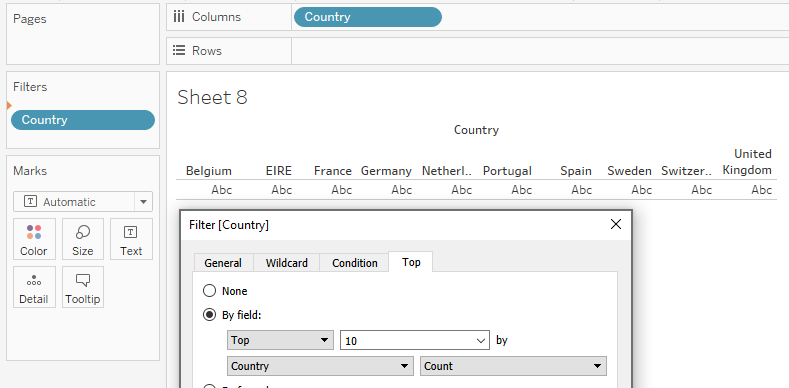 Pages
Columns
Country
Rows
Filters
Country
Sheet 8
Country
Belgium EIRE France Germany Netherl.. Portugal Spain Sweden Switzer.. United Kingdom
Abc Abc Abc Abc Abc Abc Abc Abc Abc Abc
Marks
T Automatic
Color Size Text
Detail Tooltip
Filter [Country]
General Wildcard Condition Top
None
By field:
Top 10 by
Country Count